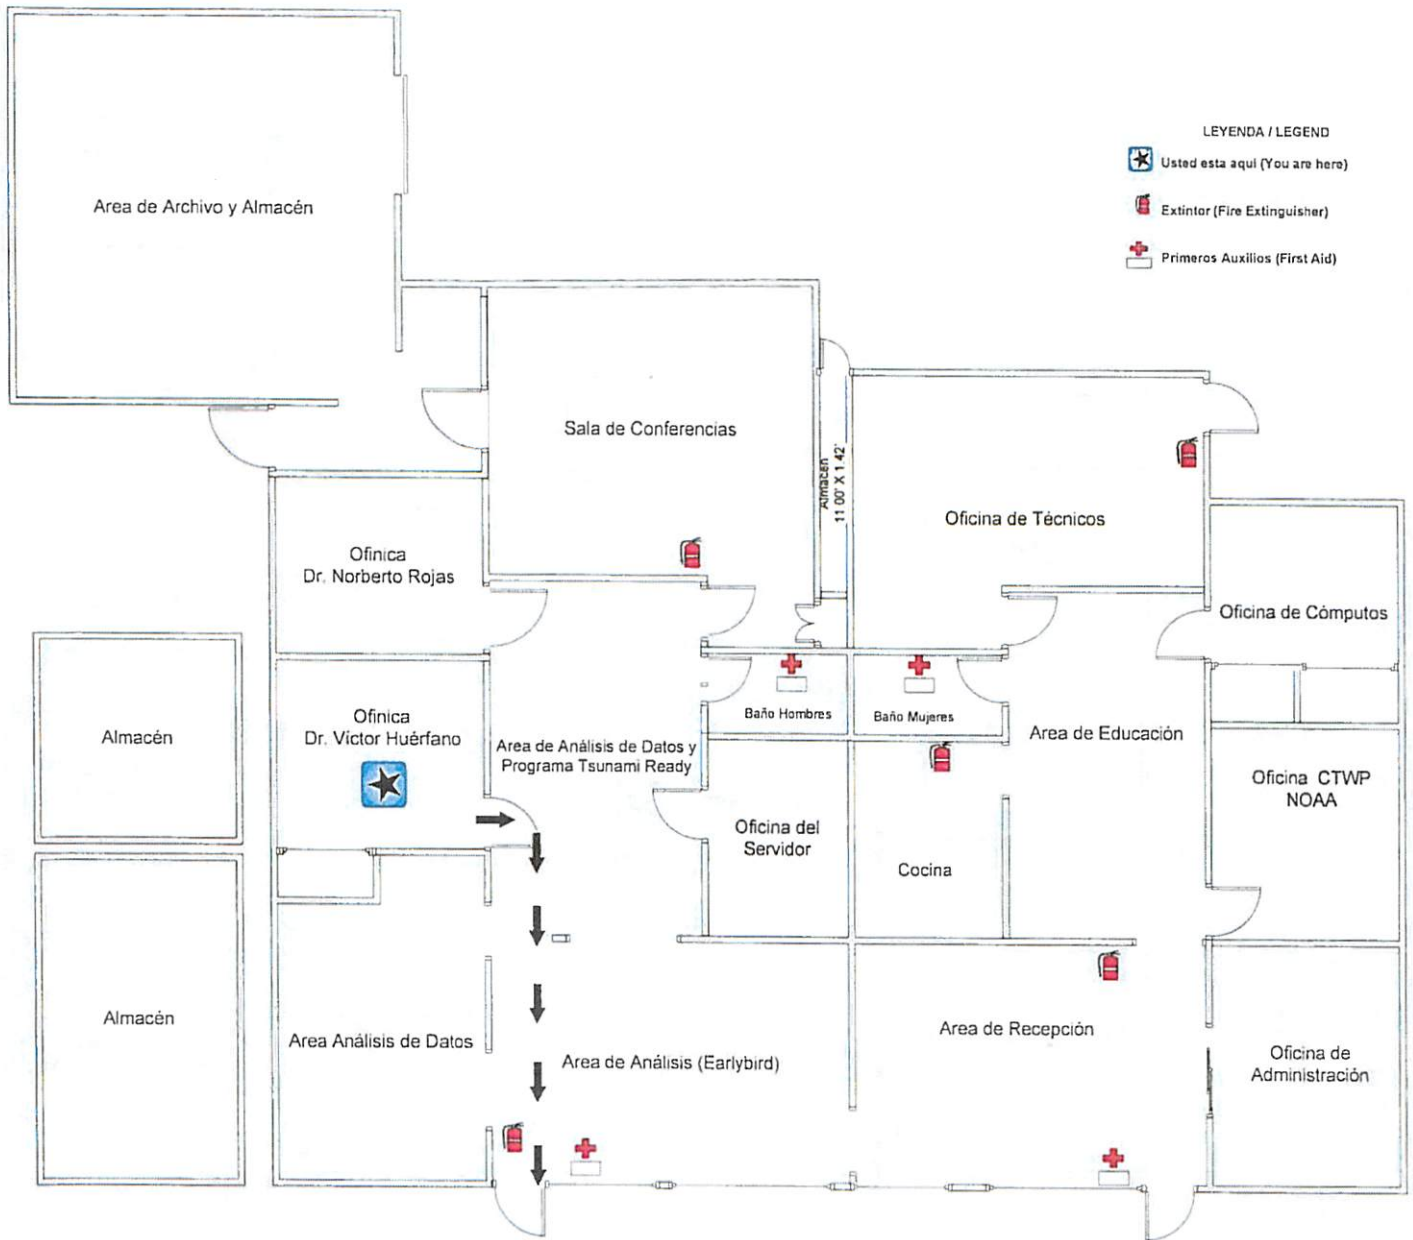 LEYENDA / LEGEND
Usted esta aqui (You are here)
Extintor (Fire Extinguisher)
Primeros Auxilios (First Aid)
Area de Archivo y Almacén
Sala de Conferencias
Almacén
11 00' X 1.42'
Oficina de Técnicos
Ofinica
Dr. Norberto Rojas
Oficina de Cómputos
Almacén
Ofinica
Dr. Víctor Huérfano
Area de Análisis de Datos y
Programa Tsunami Ready
Baño Hombres
Baño Mujeres
Area de Educación
Oficina CTWP
NOAA
Oficina del
Servidor
Cocina
Almacén
Area Análisis de Datos
Area de Análisis (Earlybird)
Area de Recepción
Oficina de
Administración